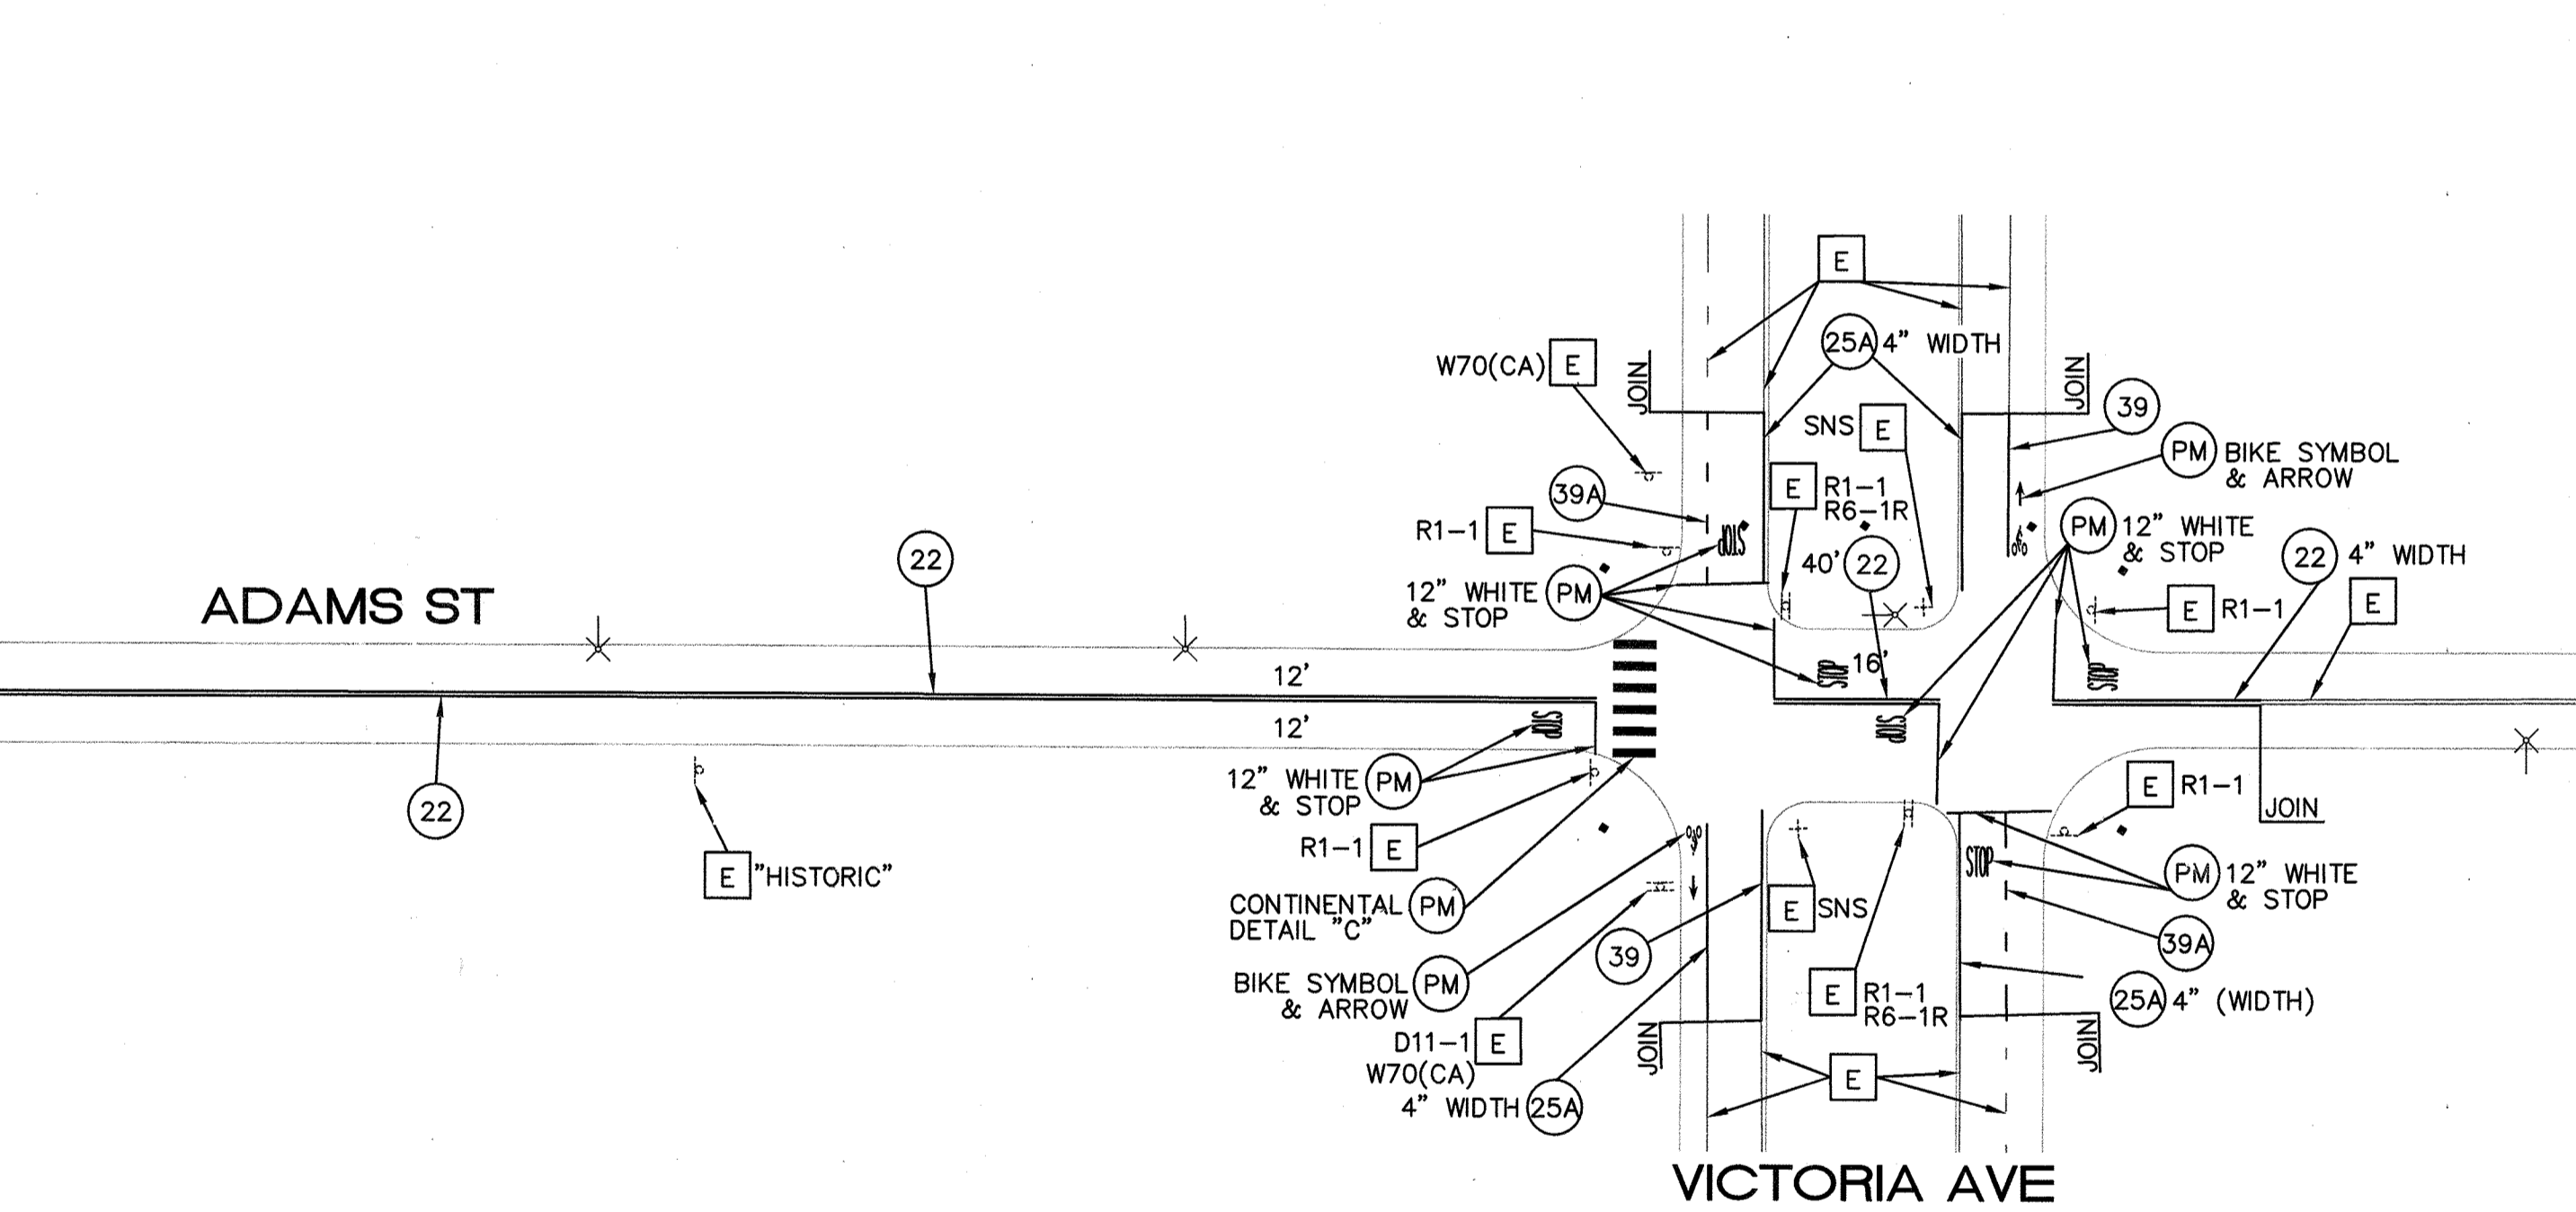 E
25A 4" WIDTH
W70(CA) E
JOIN
JOIN
39
SNS E
PM BIKE SYMBOL
& ARROW
E R1-1
R6-1R
39A
R1-1 E
STOP
PM 12" WHITE
& STOP
22 4" WIDTH
E
22
40' 22
12" WHITE PM
& STOP
E R1-1
ADAMS ST
12'
STOP 16'
STOP
12'
STOP
STOP
12" WHITE PM
& STOP
E R1-1
JOIN
22
R1-1 E
STOP
E "HISTORIC"
PM 12" WHITE
& STOP
CONTINENTAL PM
DETAIL "C"
E SNS
39
39A
BIKE SYMBOL PM
& ARROW
E R1-1
R6-1R
25A 4" (WIDTH)
D11-1 E
W70(CA)
JOIN
JOIN
E
4" WIDTH 25A
VICTORIA AVE